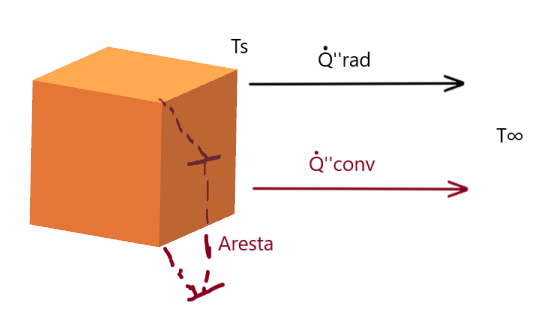 Ts
Q̇''rad
T∞
Q̇''conv
Aresta